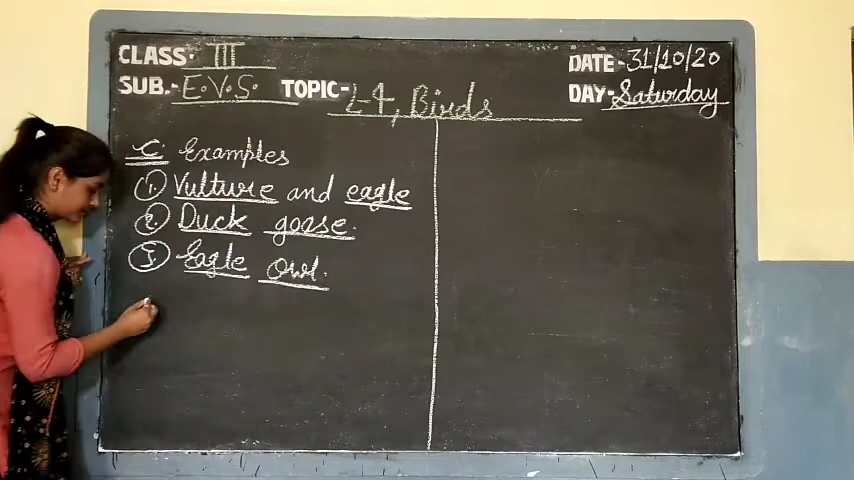 CLASS- III
SUB.- E.V.S. TOPIC- L-4, Birds
DATE- 31/10/20
DAY- Saturday
C. Examples
1. Vulture and eagle
2. Duck goose.
3. Eagle Owl.